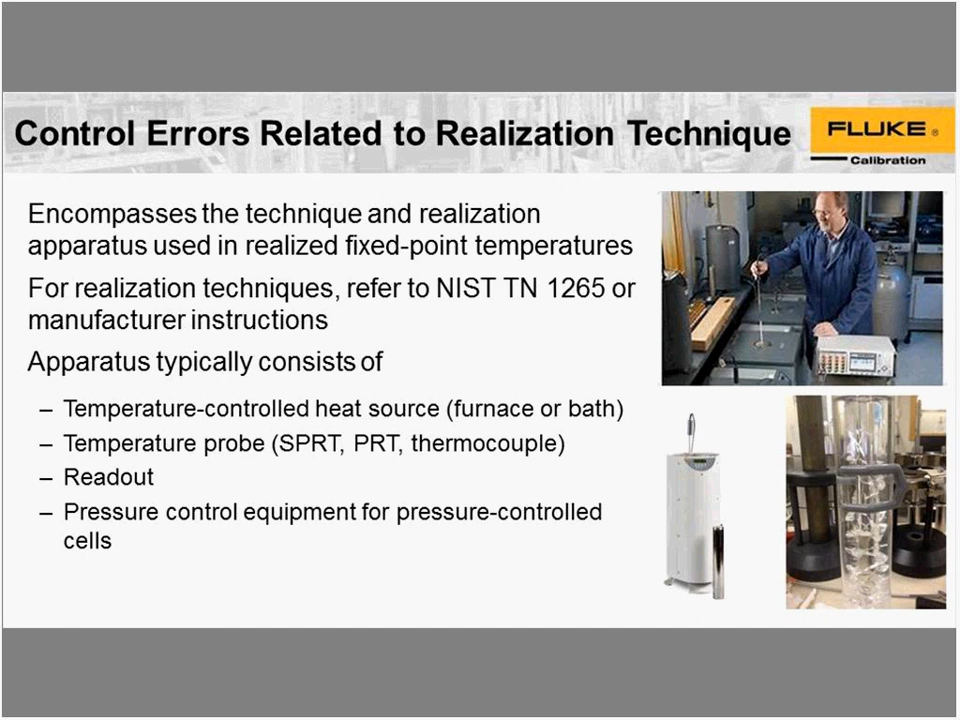 Control Errors Related to Realization Technique
FLUKE ®
Calibration
Encompasses the technique and realization
apparatus used in realized fixed-point temperatures
For realization techniques, refer to NIST TN 1265 or
manufacturer instructions
Apparatus typically consists of
– Temperature-controlled heat source (furnace or bath)
– Temperature probe (SPRT, PRT, thermocouple)
– Readout
– Pressure control equipment for pressure-controlled
cells